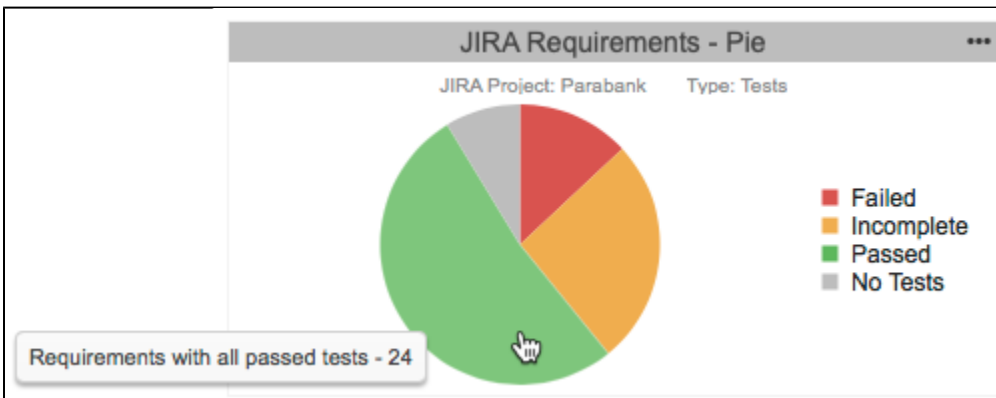 JIRA Requirements - Pie
JIRA Project: Parabank Type: Tests
Failed
Incomplete
Passed
No Tests
Requirements with all passed tests - 24